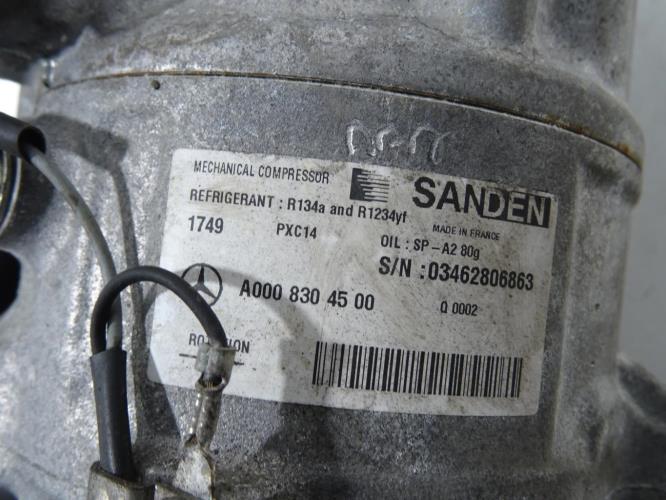 MECHANICAL COMPRESSOR
SANDEN
REFRIGERANT : R134a and R1234yf
MADE IN FRANCE
1749 PXC14
OIL : SP-A2 80g
S/N :03462806863
A000 830 45 00
Q 0002